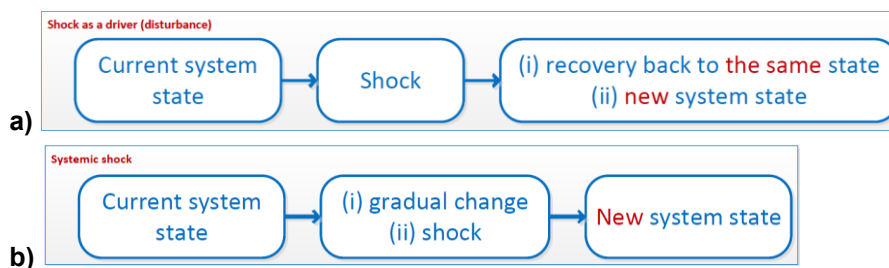 Shock as a driver (disturbance)
Current system
state
Shock
(i) recovery back to the same state
(ii) new system state
a)
Systemic shock
Current system
state
(i) gradual change
(ii) shock
New system state
b)